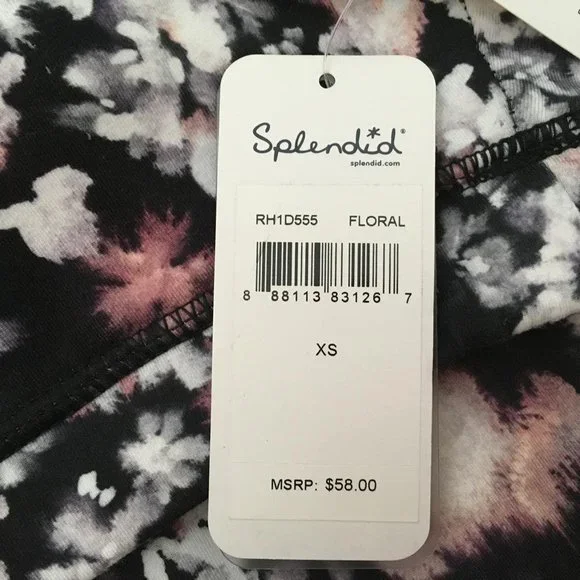 Splendid®
splendid.com
RH1D555 FLORAL
8 88113 83126 7
XS
MSRP: $58.00